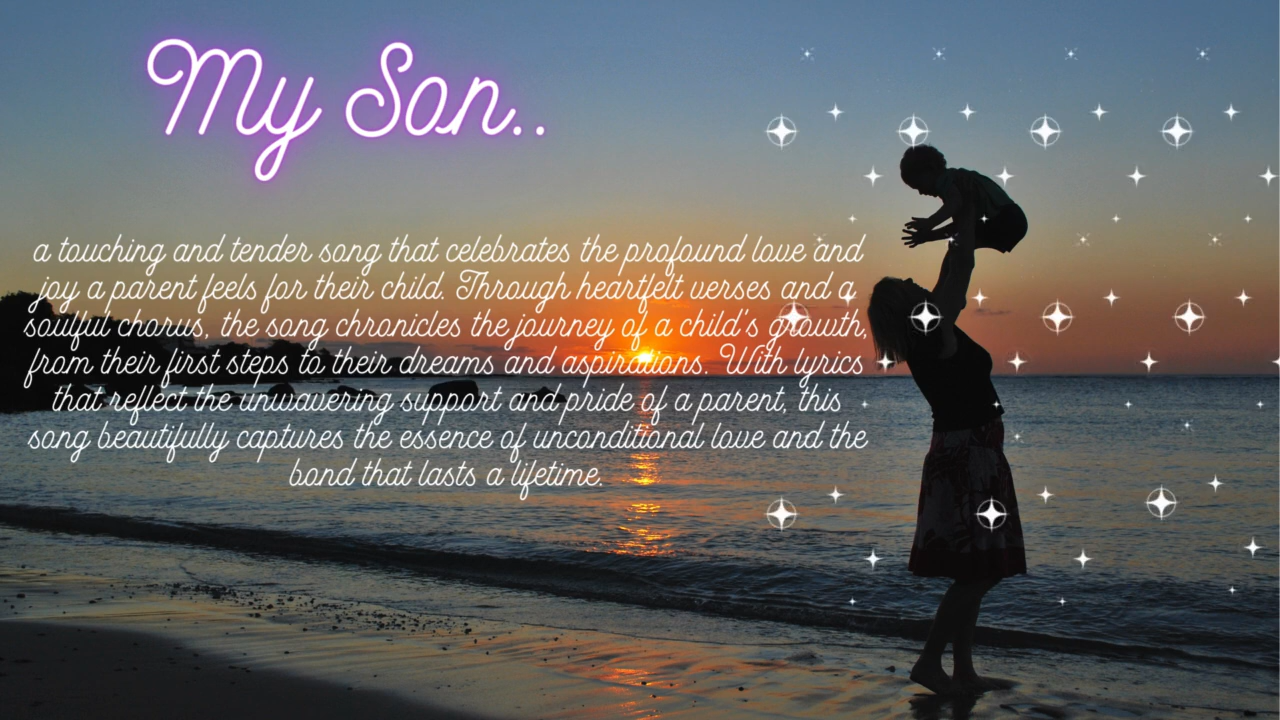 My Son..
a touching and tender song that celebrates the profound love and
joy a parent feels for their child. Through heartfelt verses and a
soulful chorus, the song chronicles the journey of a child's growth,
from their first steps to their dreams and aspirations. With lyrics
that reflect the unwavering support and pride of a parent, this
song beautifully captures the essence of unconditional love and the
bond that lasts a lifetime.